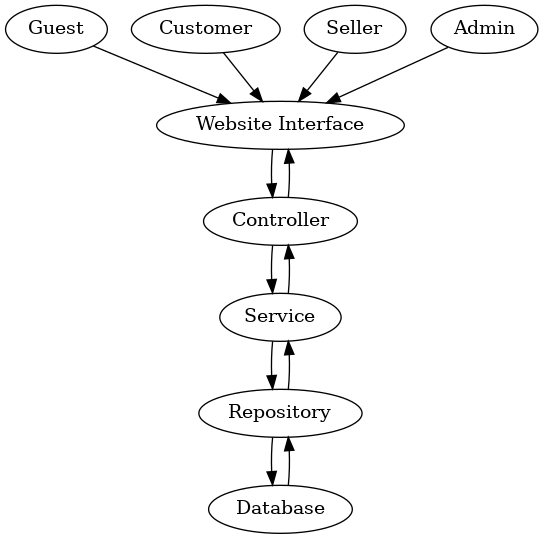 Guest
Customer
Seller
Admin
Website Interface
Controller
Service
Repository
Database